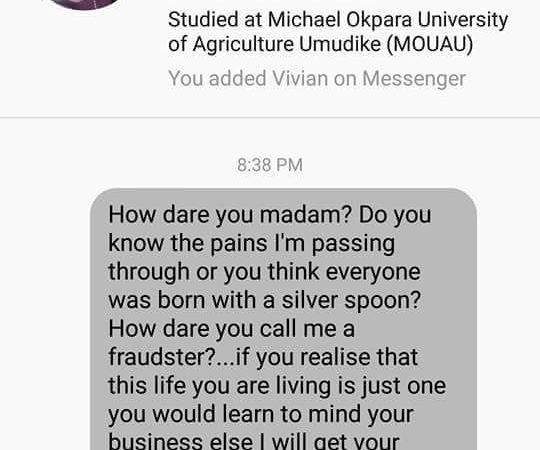 Studied at Michael Okpara University
of Agriculture Umudike (MOUAU)
You added Vivian on Messenger
8:38 PM
How dare you madam? Do you
know the pains I'm passing
through or you think everyone
was born with a silver spoon?
How dare you call me a
fraudster?...if you realise that
this life you are living is just one
you would learn to mind your
business else I will get your